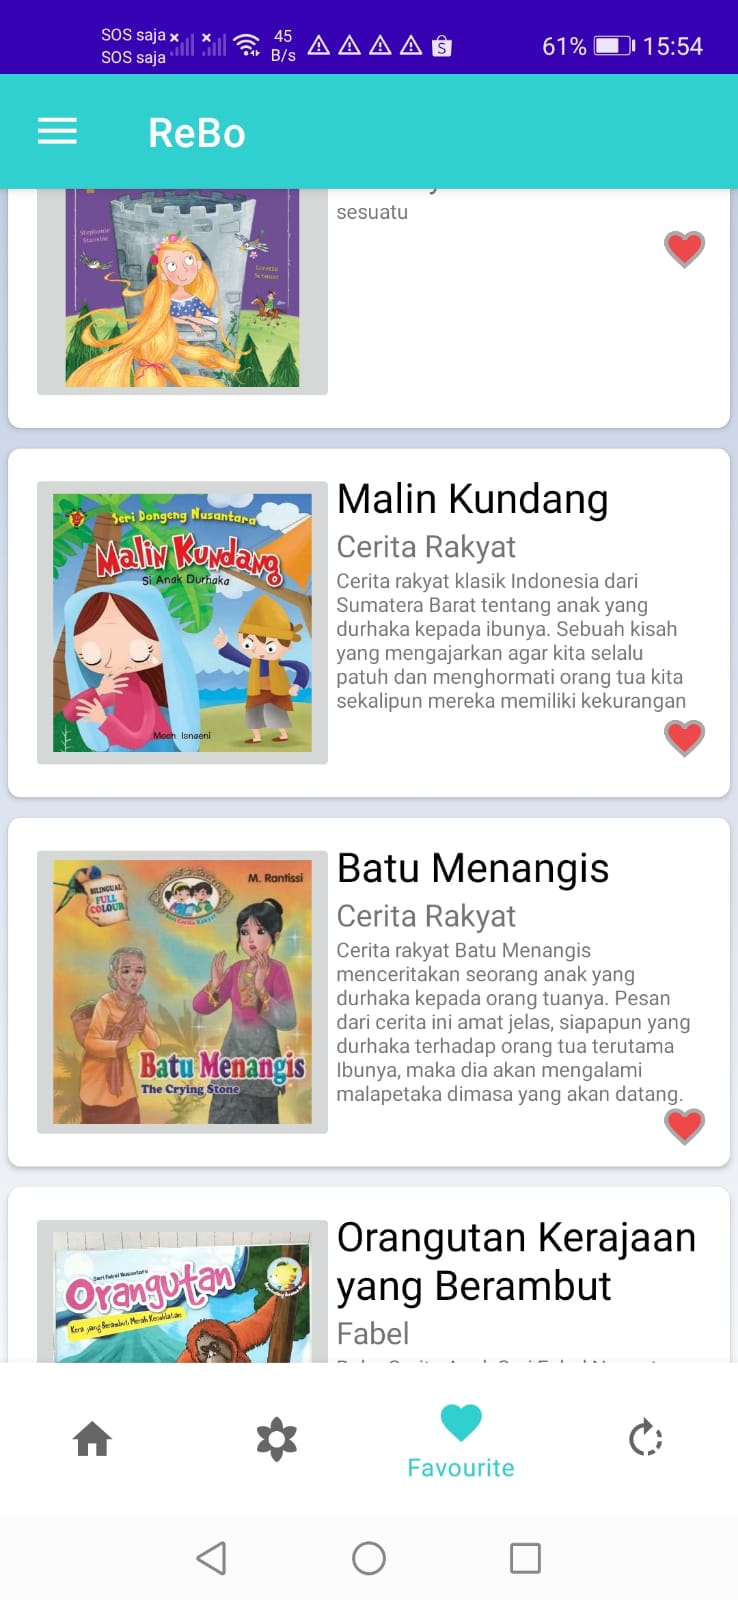 SOS saja
SOS saja
45
B/s
61%
15:54
ReBo
Stephanie
Stansbie
Loretta
Schauer
sesuatu
Seri Dongeng Nusantara
Malin Kundang
Si Anak Durhaka
Moch. Isnaeni
Malin Kundang
Cerita Rakyat
Cerita rakyat klasik Indonesia dari
Sumatera Barat tentang anak yang
durhaka kepada ibunya. Sebuah kisah
yang mengajarkan agar kita selalu
patuh dan menghormati orang tua kita
sekalipun mereka memiliki kekurangan
BILINGUAL
FULL
COLOUR
M. Rantissi
Seri Cerita Rakyat
Batu Menangis
The Crying Stone
Batu Menangis
Cerita Rakyat
Cerita rakyat Batu Menangis
menceritakan seorang anak yang
durhaka kepada orang tuanya. Pesan
dari cerita ini amat jelas, siapapun yang
durhaka terhadap orang tua terutama
Ibunya, maka dia akan mengalami
malapetaka dimasa yang akan datang.
Seri Fabel Nusantara
Orangutan
Kera yang Berambut Merah Kecoklatan
Orangutan Kerajaan
yang Berambut
Fabel
Favourite